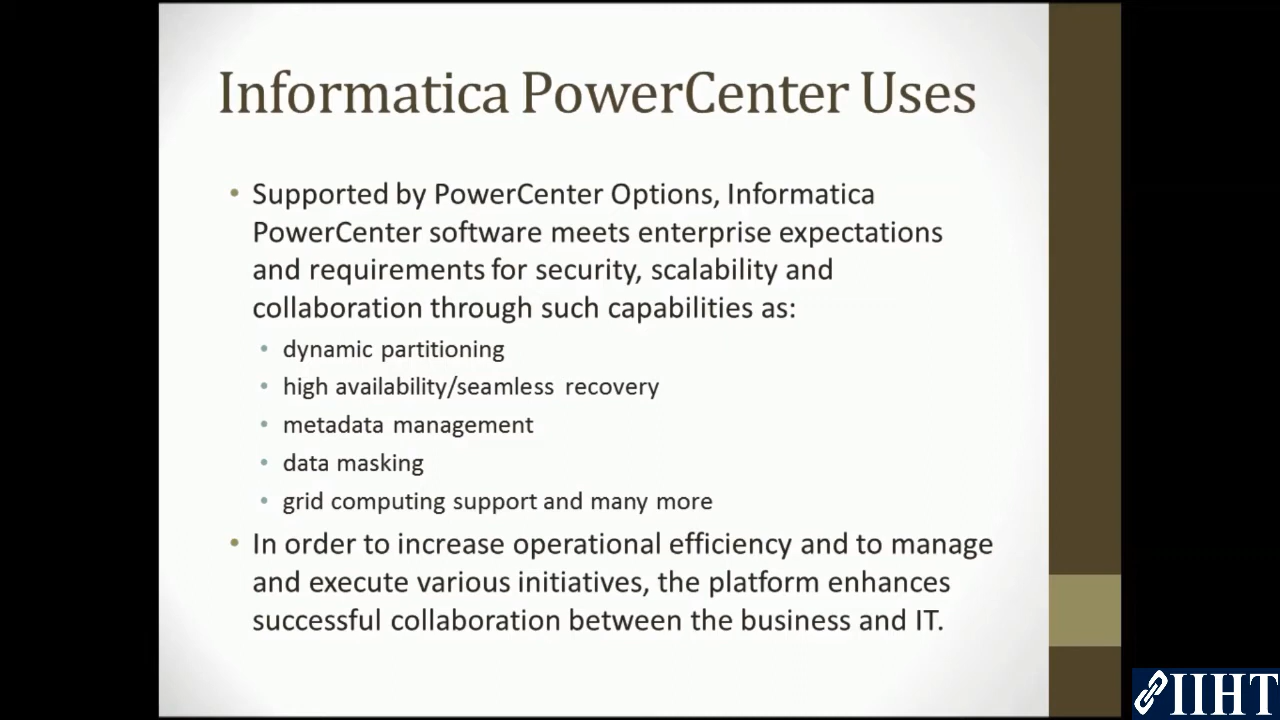 Informatica PowerCenter Uses
• Supported by PowerCenter Options, Informatica
PowerCenter software meets enterprise expectations
and requirements for security, scalability and
collaboration through such capabilities as:
• dynamic partitioning
• high availability/seamless recovery
• metadata management
• data masking
• grid computing support and many more
• In order to increase operational efficiency and to manage
and execute various initiatives, the platform enhances
successful collaboration between the business and IT.
IIHT